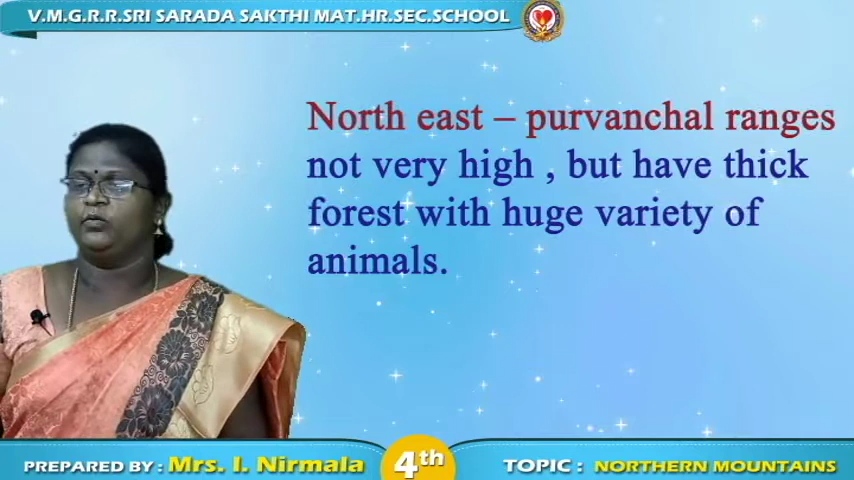 V.M.G.R.R.SRI SARADA SAKTHI MAT.HR.SEC.SCHOOL
North east – purvanchal ranges
not very high , but have thick
forest with huge variety of
animals.
PREPARED BY : Mrs. I. Nirmala
4th
TOPIC : NORTHERN MOUNTAINS